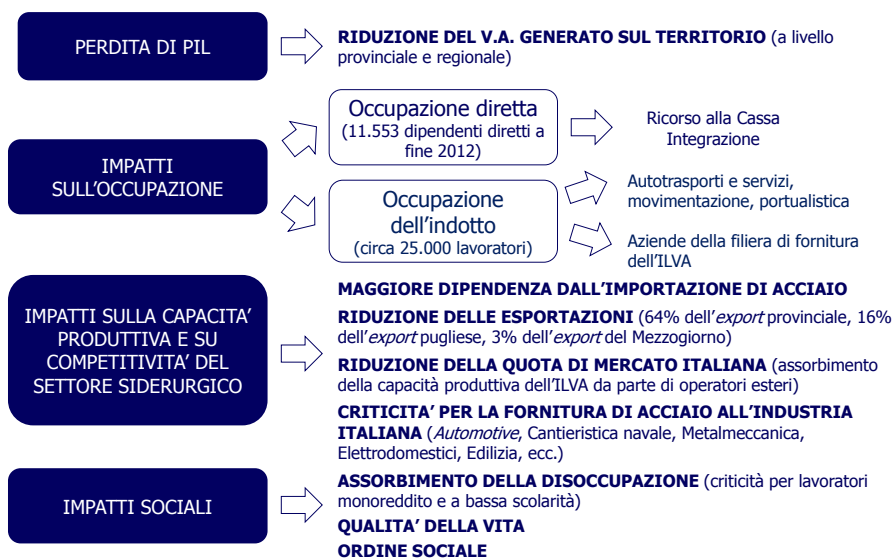 PERDITA DI PIL
RIDUZIONE DEL V.A. GENERATO SUL TERRITORIO (a livello
provinciale e regionale)
IMPATTI
SULL'OCCUPAZIONE
Occupazione diretta
(11.553 dipendenti diretti a
fine 2012)
Ricorso alla Cassa
Integrazione
Occupazione
dell'indotto
(circa 25.000 lavoratori)
Autotrasporti e servizi,
movimentazione, portualistica
Aziende della filiera di fornitura
dell'ILVA
IMPATTI SULLA CAPACITA'
PRODUTTIVA E SU
COMPETITIVITA' DEL
SETTORE SIDERURGICO
MAGGIORE DIPENDENZA DALL'IMPORTAZIONE DI ACCIAIO
RIDUZIONE DELLE ESPORTAZIONI (64% dell'export provinciale, 16%
dell'export pugliese, 3% dell'export del Mezzogiorno)
RIDUZIONE DELLA QUOTA DI MERCATO ITALIANA (assorbimento
della capacità produttiva dell'ILVA da parte di operatori esteri)
CRITICITA' PER LA FORNITURA DI ACCIAIO ALL'INDUSTRIA
ITALIANA (Automotive, Cantieristica navale, Metalmeccanica,
Elettrodomestici, Edilizia, ecc.)
IMPATTI SOCIALI
ASSORBIMENTO DELLA DISOCCUPAZIONE (criticità per lavoratori
monoreddito e a bassa scolarità)
QUALITA' DELLA VITA
ORDINE SOCIALE